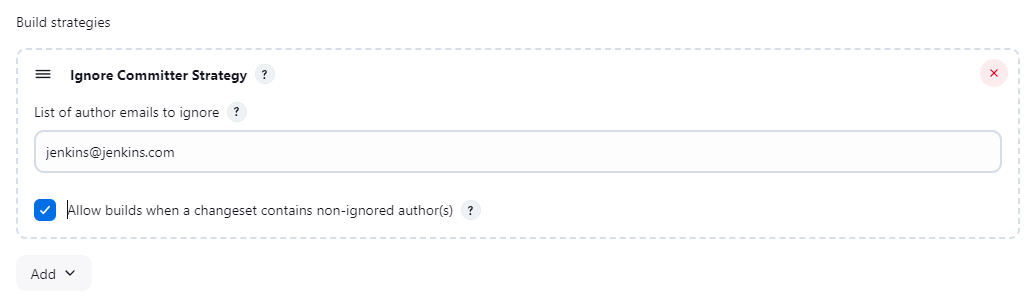 Build strategies
Ignore Committer Strategy ?
List of author emails to ignore ?
jenkins@jenkins.com
Allow builds when a changeset contains non-ignored author(s) ?
Add